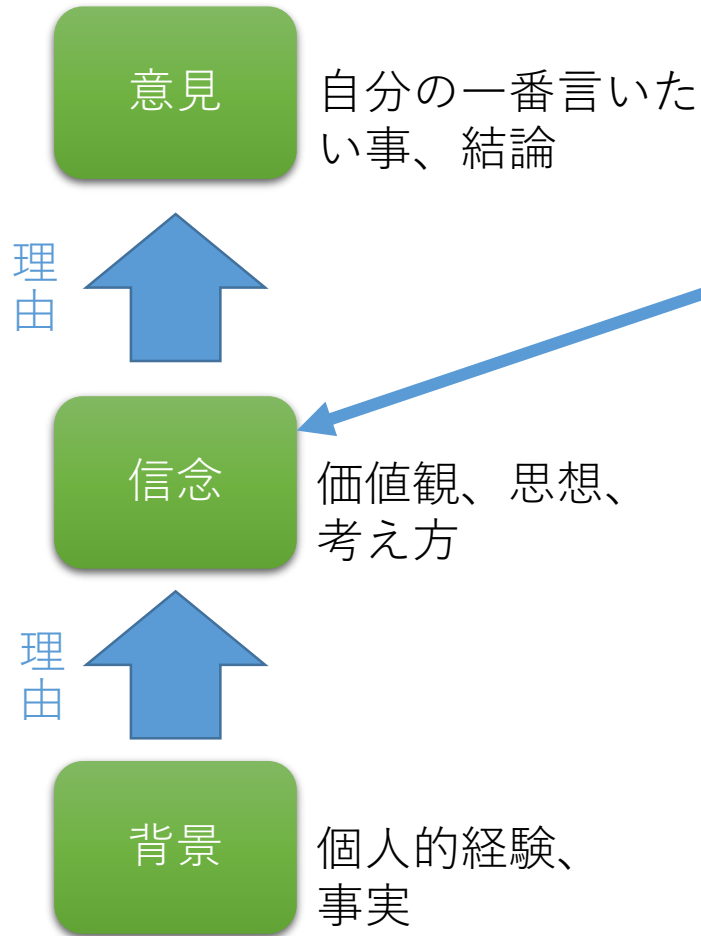 意見
自分の一番言いた
い事、結論
理由
信念
価値観、思想、
考え方
理由
背景
個人的経験、
事実